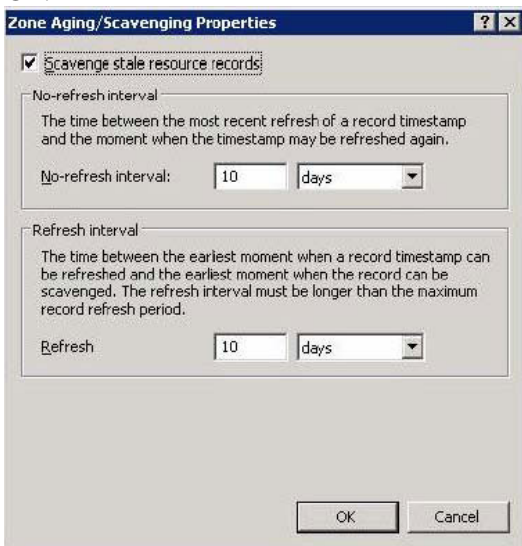 Zone Aging/Scavenging Properties
Scavenge stale resource records
No-refresh interval
The time between the most recent refresh of a record timestamp
and the moment when the timestamp may be refreshed again.
No-refresh interval: 10 days
Refresh interval
The time between the earliest moment when a record timestamp can
be refreshed and the earliest moment when the record can be
scavenged. The refresh interval must be longer than the maximum
record refresh period.
Refresh 10 days
OK Cancel